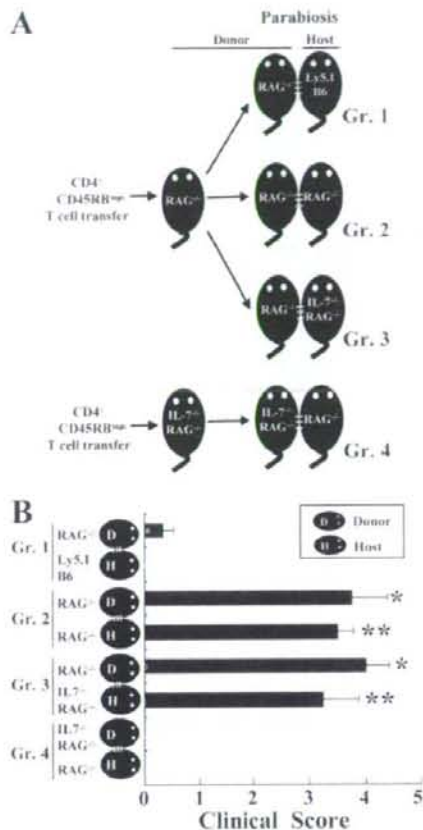 A
Parabiosis
Donor Host
RAG-/- Ly5.1 B6
Gr. 1
CD4+ CD45RBhigh T cell transfer
RAG-/-
RAG-/- RAG-/-
Gr. 2
RAG-/- IL-7-/- RAG-/-
Gr. 3
CD4+ CD45RBhigh T cell transfer
IL-7-/- RAG-/-
IL-7-/- RAG-/- RAG-/-
Gr. 4
B
D Donor
H Host
Gr. 1
RAG-/- D
Ly5.1 B6 H
Gr. 2
RAG-/- D *
RAG-/- H **
Gr. 3
RAG-/- D *
IL7-/- RAG-/- H **
Gr. 4
IL7-/- RAG-/- D
RAG-/- H
0 1 2 3 4 5
Clinical Score